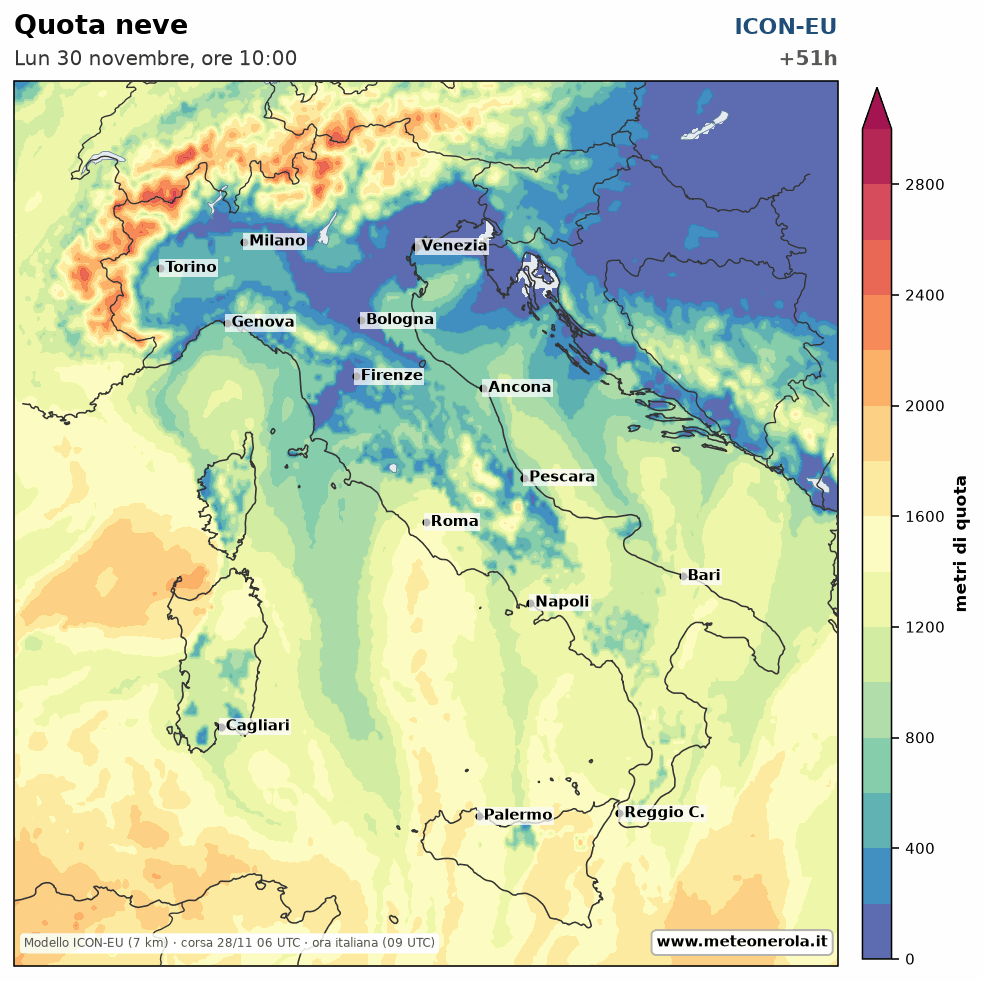 Quota neve
ICON-EU
Lun 30 novembre, ore 10:00
+51h
Milano
Venezia
Torino
Genova
Bologna
Firenze
Ancona
Pescara
Roma
Bari
Napoli
Cagliari
Palermo
Reggio C.
2800
2400
2000
1600
1200
800
400
0
metri di quota
Modello ICON-EU (7 km) · corsa 28/11 06 UTC · ora italiana (09 UTC)
www.meteonerola.it